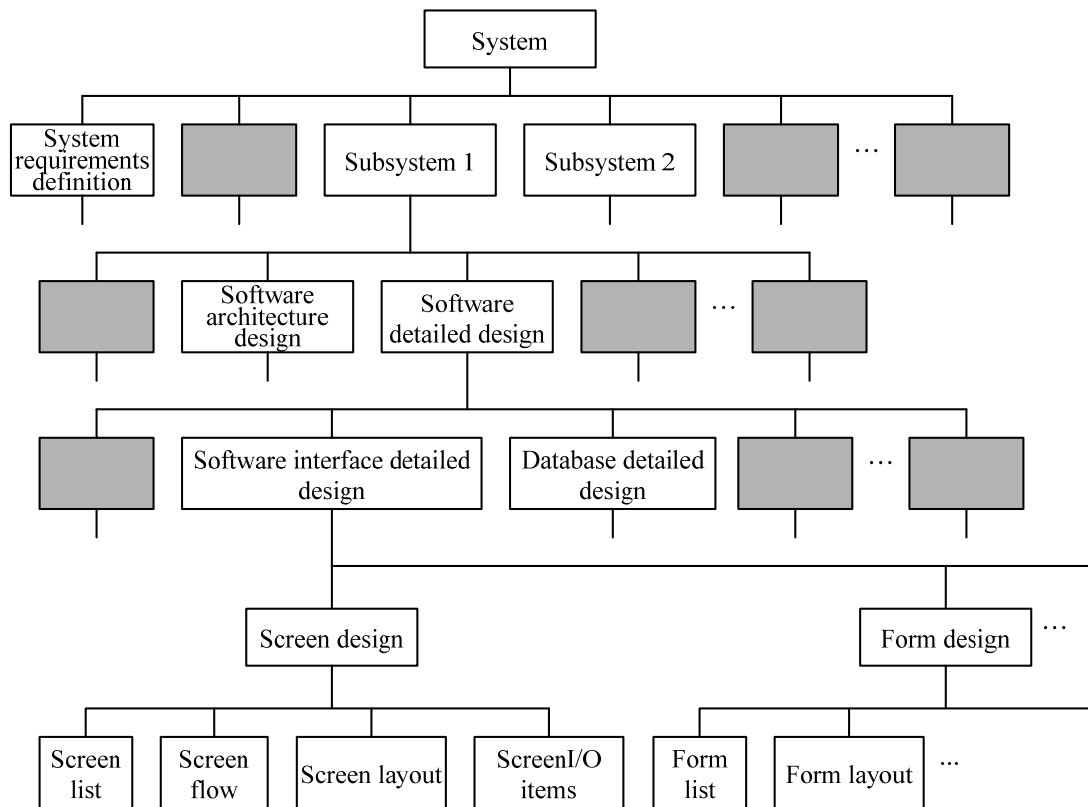 System
System
requirements
definition
Subsystem 1
Subsystem 2
...
Software
architecture
design
Software
detailed design
...
Software interface detailed
design
Database detailed
design
...
Screen design
Form design
...
Screen
list
Screen
flow
Screen layout
ScreenI/O
items
Form
list
Form layout
...